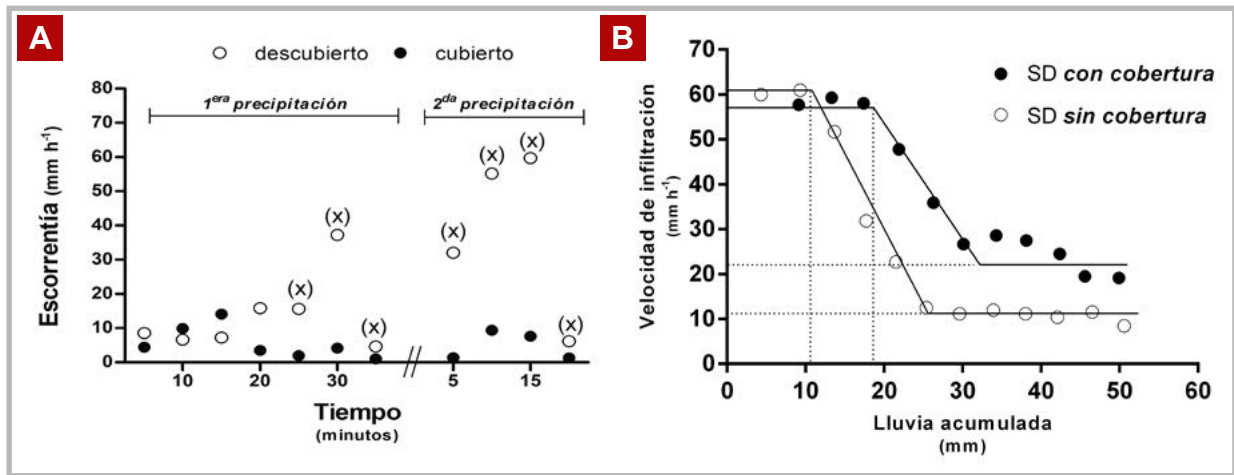 A
descubierto cubierto
1era precipitación
2da precipitación
80
70
60
50
40
30
20
10
0
(x)
(x)
(x)
(x)
(x)
(x)
(x)
10 20 30 5 15
Escorrentía (mm h-1)
Tiempo
(minutos)
B
SD con cobertura
SD sin cobertura
70
60
50
40
30
20
10
0
0 10 20 30 40 50 60
Velocidad de infiltración
(mm h-1)
Lluvia acumulada
(mm)